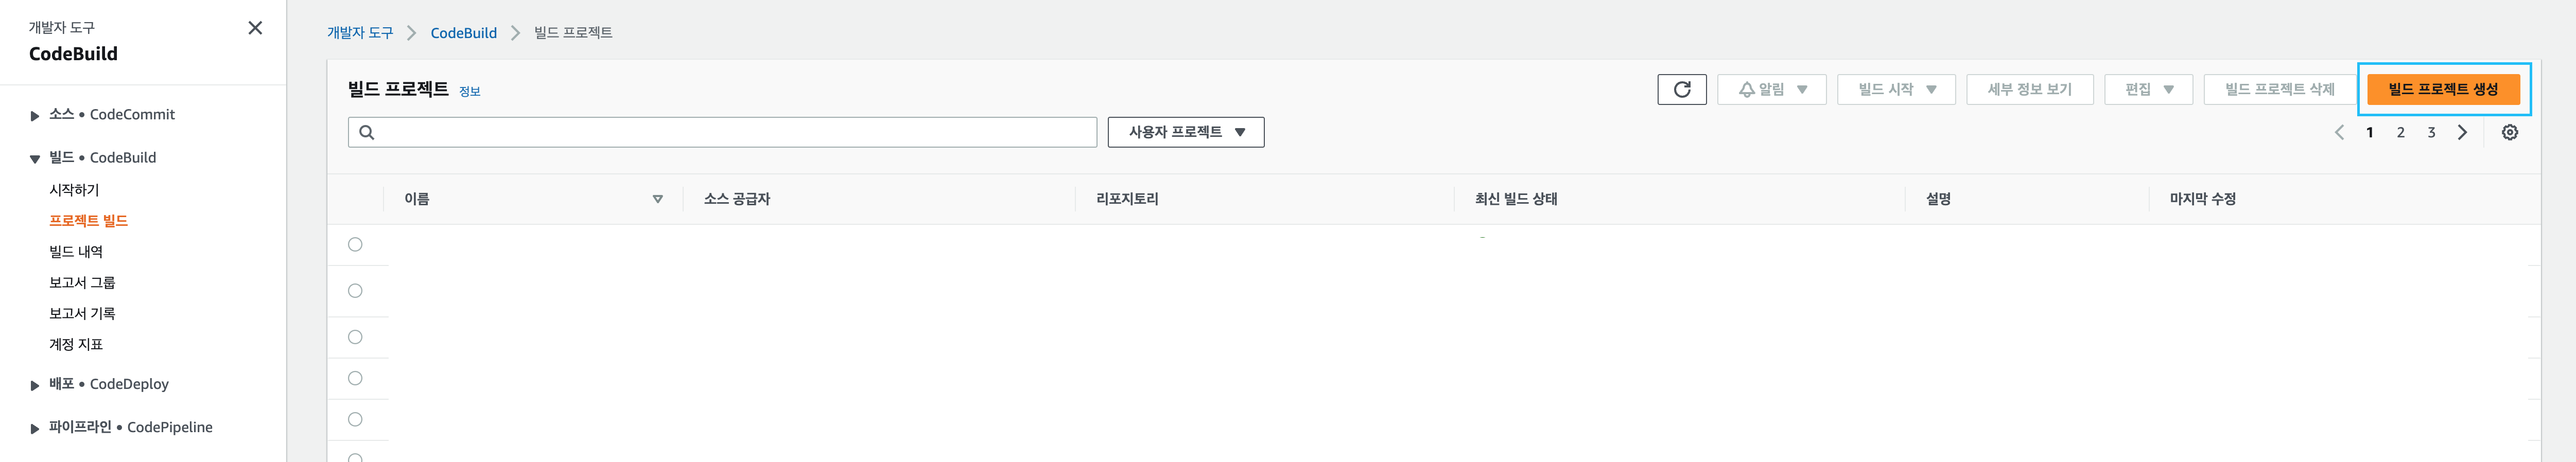 개발자 도구
CodeBuild
소스 • CodeCommit
빌드 • CodeBuild
시작하기
프로젝트 빌드
빌드 내역
보고서 그룹
보고서 기록
계정 지표
배포 • CodeDeploy
파이프라인 • CodePipeline
개발자 도구 > CodeBuild > 빌드 프로젝트
빌드 프로젝트 정보
알림 빌드 시작 세부 정보 보기 편집 빌드 프로젝트 삭제 빌드 프로젝트 생성
사용자 프로젝트
1 2 3
이름 소스 공급자 리포지토리 최신 빌드 상태 설명 마지막 수정